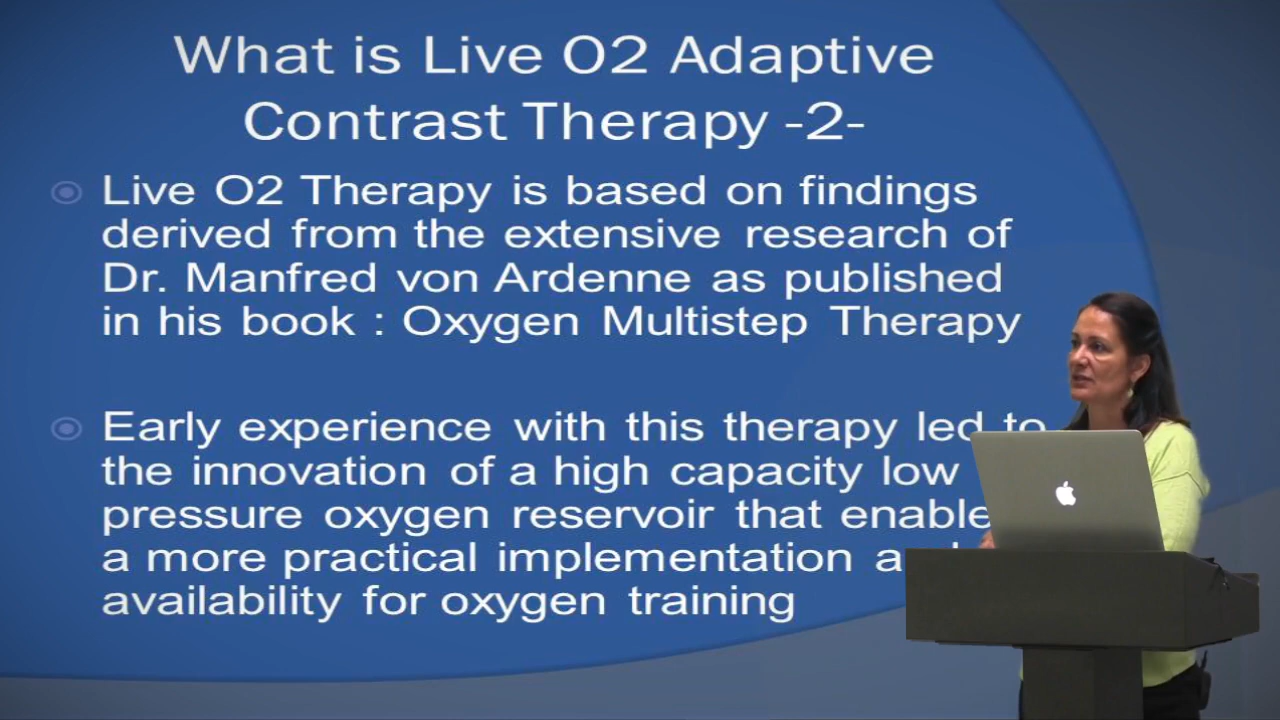 What is Live O2 Adaptive
Contrast Therapy -2-
Live O2 Therapy is based on findings
derived from the extensive research of
Dr. Manfred von Ardenne as published
in his book : Oxygen Multistep Therapy
Early experience with this therapy led to
the innovation of a high capacity low
pressure oxygen reservoir that enable
a more practical implementation a
availability for oxygen training